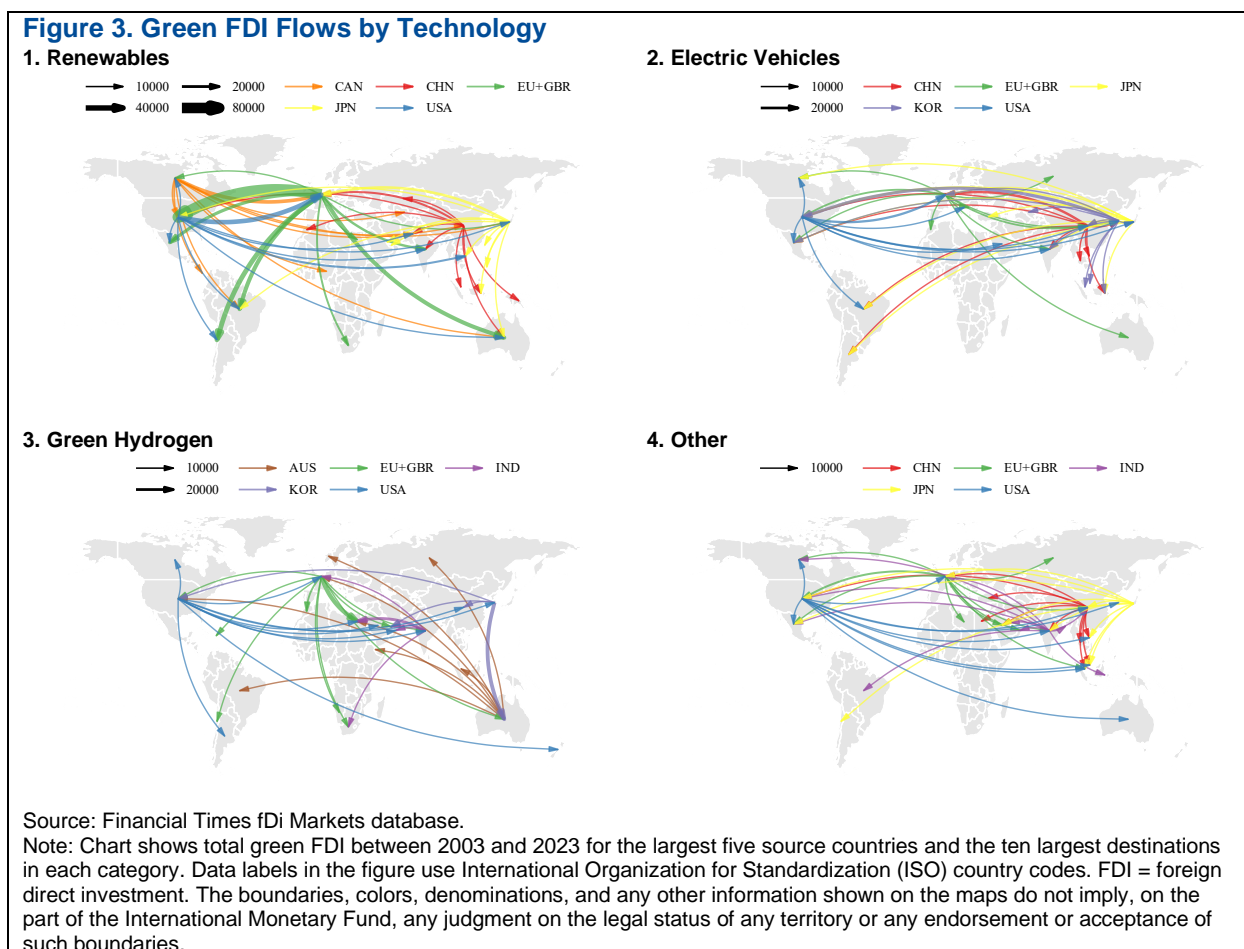 Figure 3. Green FDI Flows by Technology
1. Renewables
10000 20000 CAN CHN EU+GBR
40000 80000 JPN USA
2. Electric Vehicles
10000 CHN EU+GBR JPN
20000 KOR USA
3. Green Hydrogen
10000 AUS EU+GBR IND
20000 KOR USA
4. Other
10000 CHN EU+GBR IND
JPN USA
Source: Financial Times fDi Markets database.
Note: Chart shows total green FDI between 2003 and 2023 for the largest five source countries and the ten largest destinations
in each category. Data labels in the figure use International Organization for Standardization (ISO) country codes. FDI = foreign
direct investment. The boundaries, colors, denominations, and any other information shown on the maps do not imply, on the
part of the International Monetary Fund, any judgment on the legal status of any territory or any endorsement or acceptance of
such boundaries.